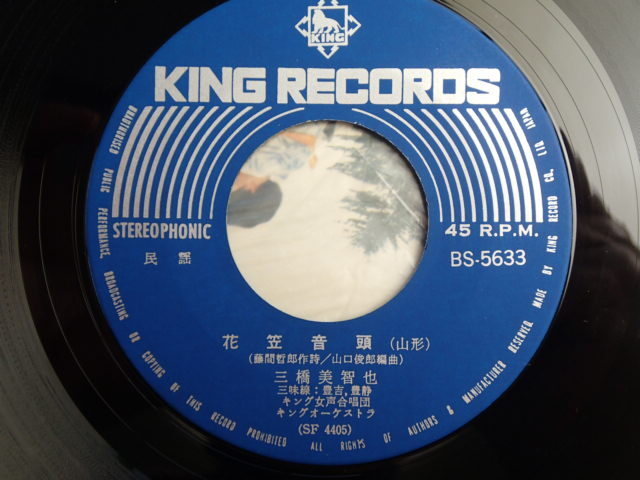 KING
KING RECORDS
STEREOPHONIC
45 R.P.M.
民謡
BS-5633
花笠音頭 (山形)
(藤間哲郎作詩/山口俊郎編曲)
三橋美智也
三味線:豊吉,豊静
キング女声合唱団
キングオーケストラ
(SF 4405)
UNAUTHORISED PUBLIC PERFORMANCE, BROADCASTING OR COPYING OF THIS RECORD PROHIBITED ALL RIGHTS OF AUTHORS & MANUFACTURER RESERVED. MADE BY KING RECORD CO., LTD JAPAN